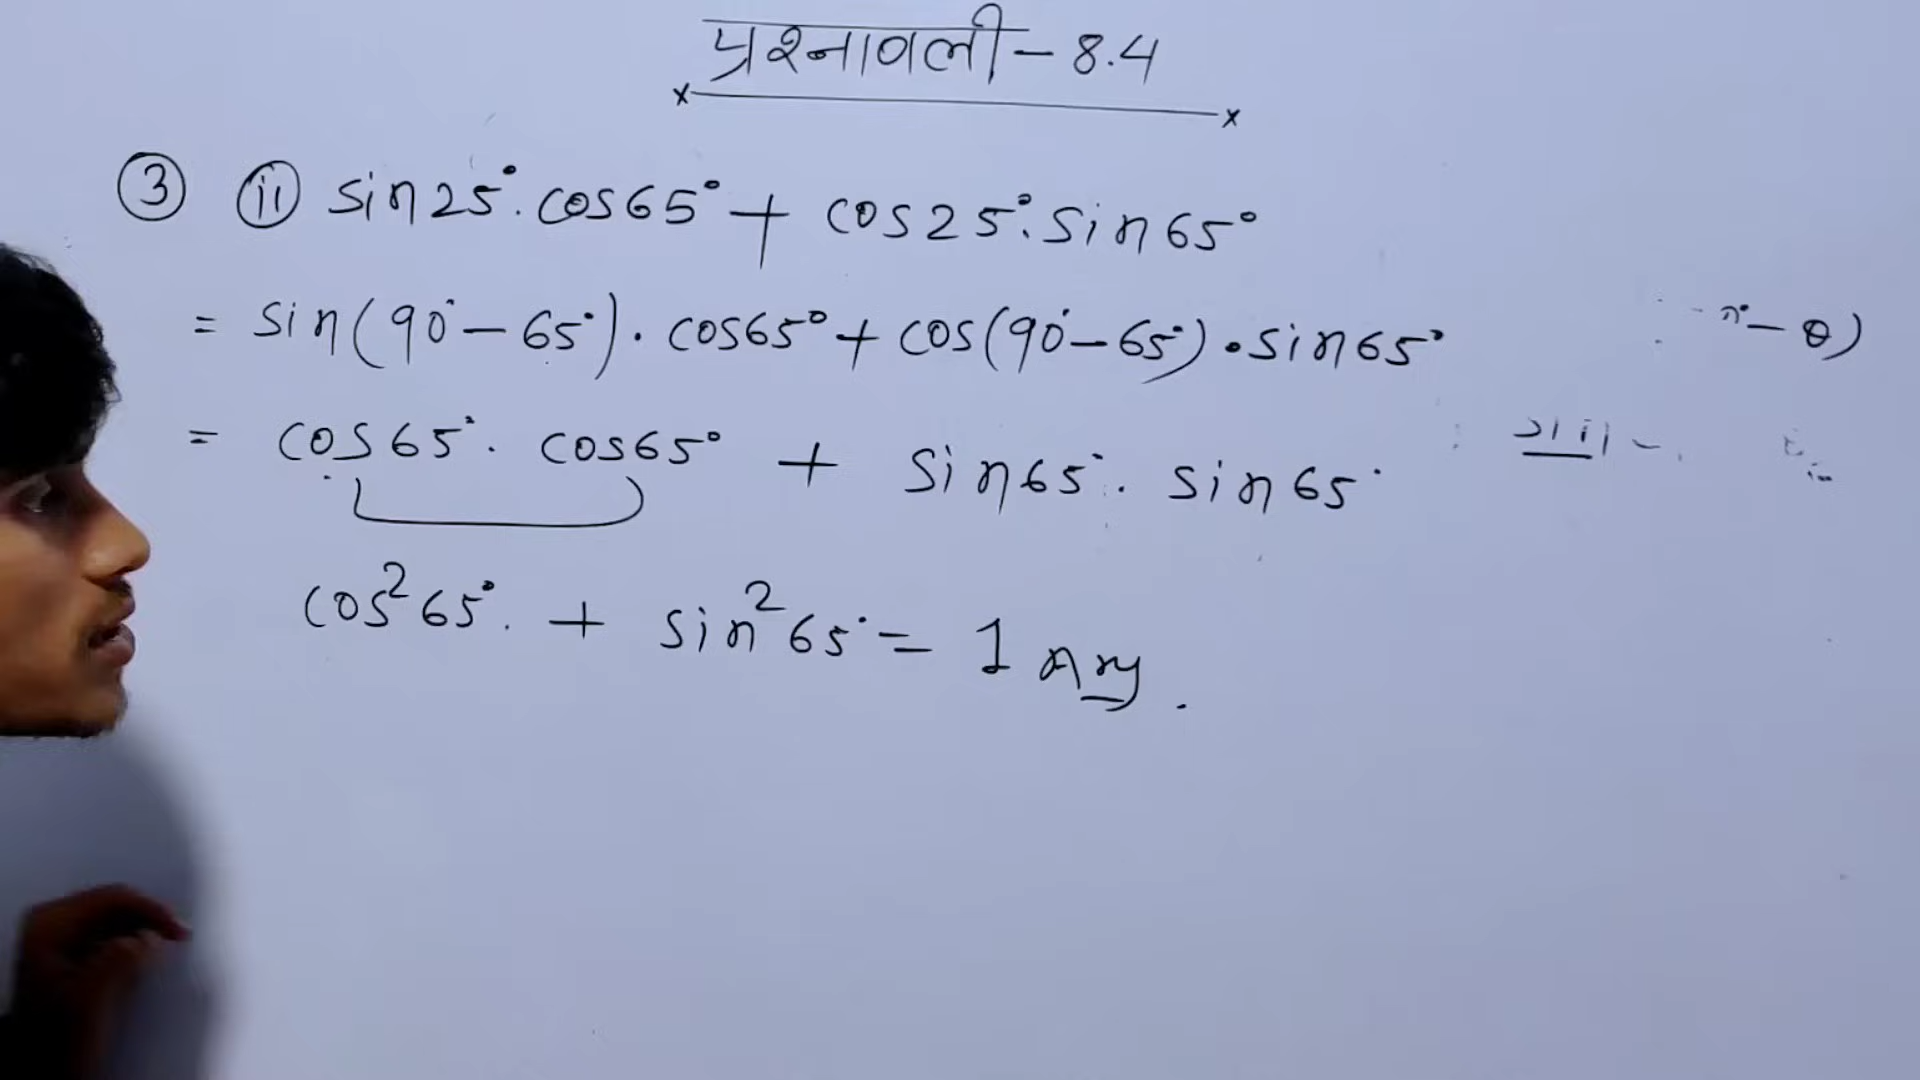 प्रश्नावली - 8.4
③ ⅱ sin25°.cos65° + cos25°.sin65°
= sin(90°-65°).cos65° + cos(90°-65°).sin65°
= cos65°. cos65° + sin65°. sin65°
cos²65° + sin²65° = 1 Ans.
- θ)